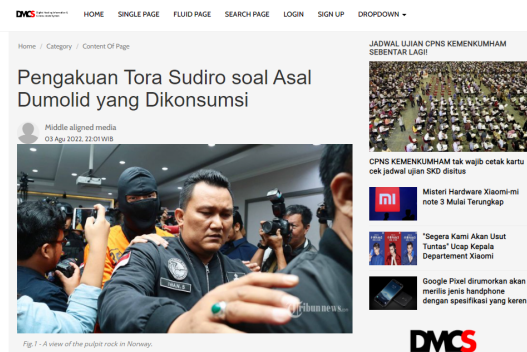 DMCS
HOME
SINGLE PAGE
FLUID PAGE
SEARCH PAGE
LOGIN
SIGN UP
DROPDOWN
Home / Category / Content Of Page
Pengakuan Tora Sudiro soal Asal
Dumolid yang Dikonsumsi
Middle aligned media
03 Agu 2022, 22:01 WIB
tribunnews.com
Fig.1 - A view of the pulpit rock in Norway.
JADWAL UJIAN CPNS KEMENKUMHAM
SEBENTAR LAGI!
CPNS KEMENKUMHAM tak wajib cetak kartu
cek jadwal ujian SKD disitus
mi
Misteri Hardware Xiaomi-mi
note 3 Mulai Terungkap
"Segera Kami Akan Usut
Tuntas" Ucap Kepala
Departement Xiaomi
Google Pixel dirumorkan akan
merilis jenis handphone
dengan spesifikasi yang keren
DMCS